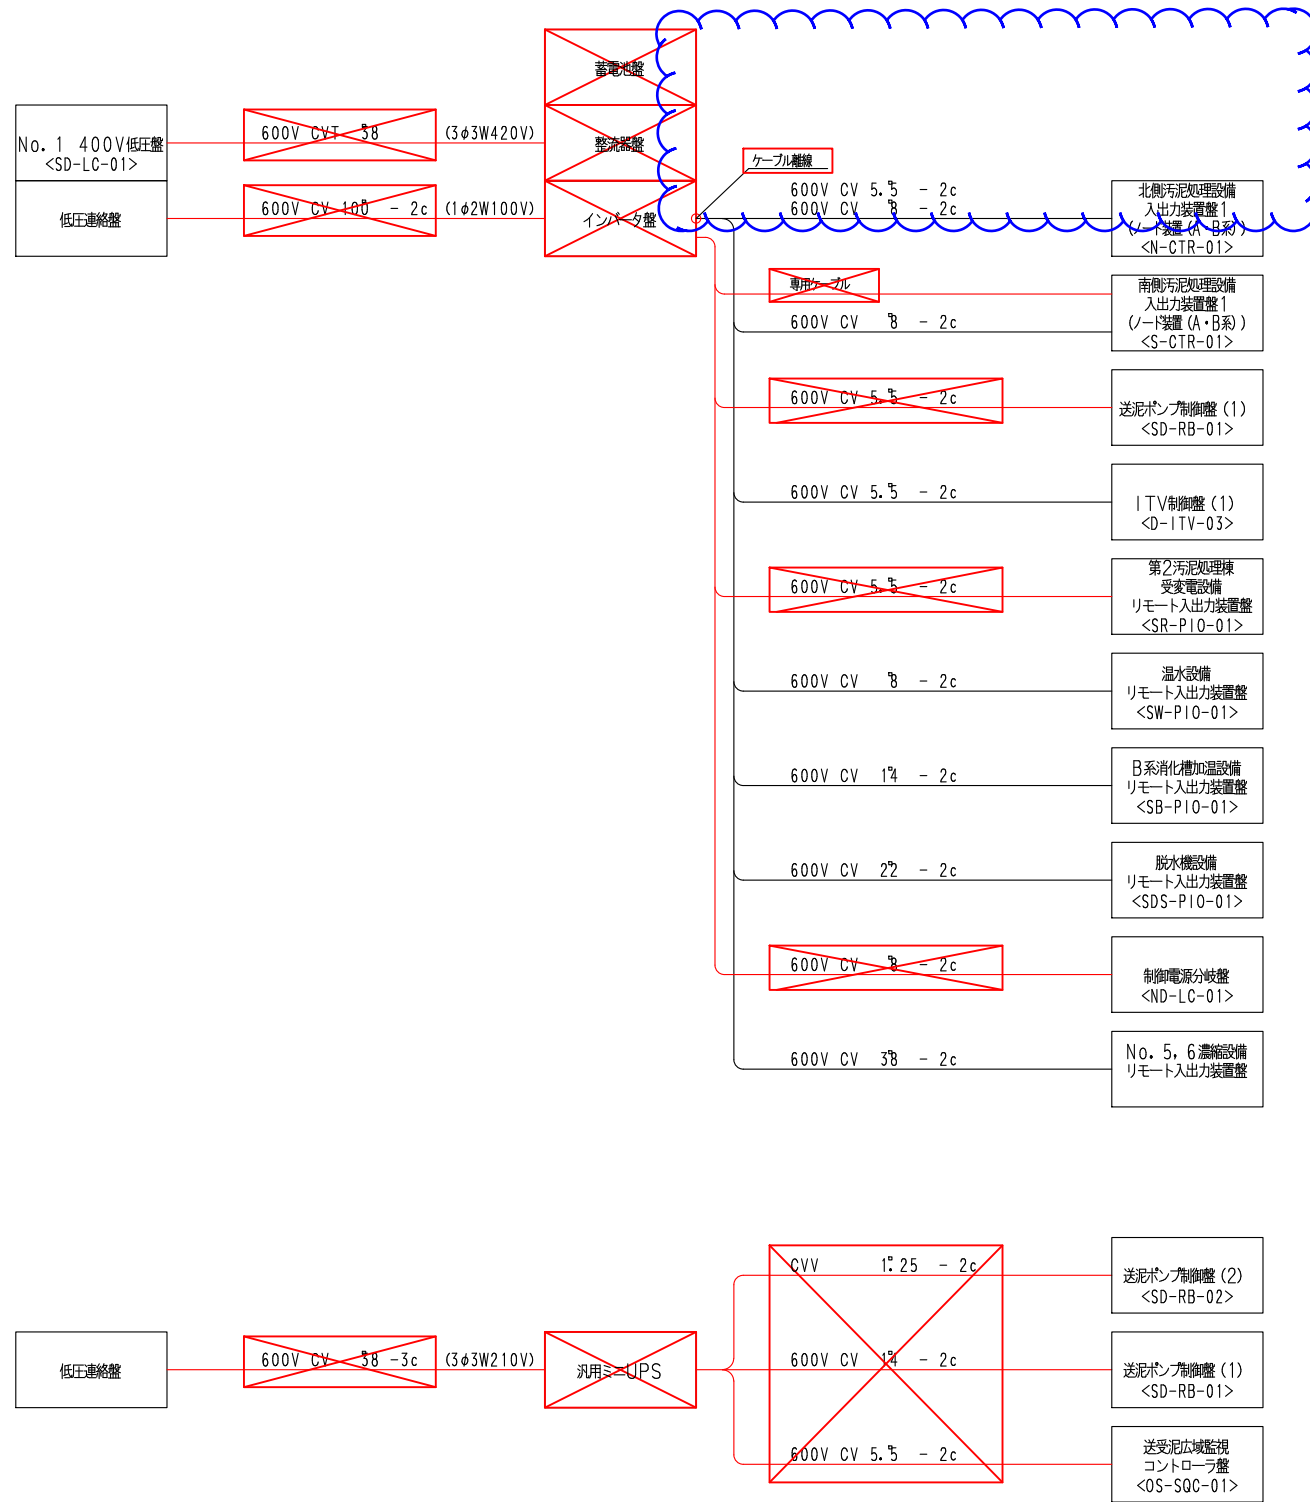 蓄電池盤
No. 1 400V低圧盤
<SD-LC-01>
600V CVT 38° (3φ3W420V)
整流器盤
低圧連絡盤
600V CV 100° - 2c (1φ2W100V)
インバータ盤
ケーブル離線
600V CV 5.5° - 2c
600V CV 8° - 2c
北側汚泥処理設備
入出力装置盤1
(ノード装置(A・B系))
<N-CTR-01>
専用ケーブル
600V CV 8° - 2c
南側汚泥処理設備
入出力装置盤1
(ノード装置(A・B系))
<S-CTR-01>
600V CV 5.5° - 2c
送泥ポンプ制御盤(1)
<SD-RB-01>
600V CV 5.5° - 2c
ITV制御盤(1)
<D-ITV-03>
600V CV 5.5° - 2c
第2汚泥処理棟
受変電設備
リモート入出力装置盤
<SR-PIO-01>
600V CV 8° - 2c
温水設備
リモート入出力装置盤
<SW-PIO-01>
600V CV 14° - 2c
B系消化槽加温設備
リモート入出力装置盤
<SB-PIO-01>
600V CV 22° - 2c
脱水機設備
リモート入出力装置盤
<SDS-PIO-01>
600V CV 8° - 2c
制御電源分岐盤
<ND-LC-01>
600V CV 38° - 2c
No. 5, 6濃縮設備
リモート入出力装置盤
CVV 1.25° - 2c
送泥ポンプ制御盤(2)
<SD-RB-02>
低圧連絡盤
600V CV 38° -3c (3φ3W210V)
汎用ミニUPS
600V CV 14° - 2c
送泥ポンプ制御盤(1)
<SD-RB-01>
600V CV 5.5° - 2c
送受泥広域監視
コントローラ盤
<OS-SQC-01>